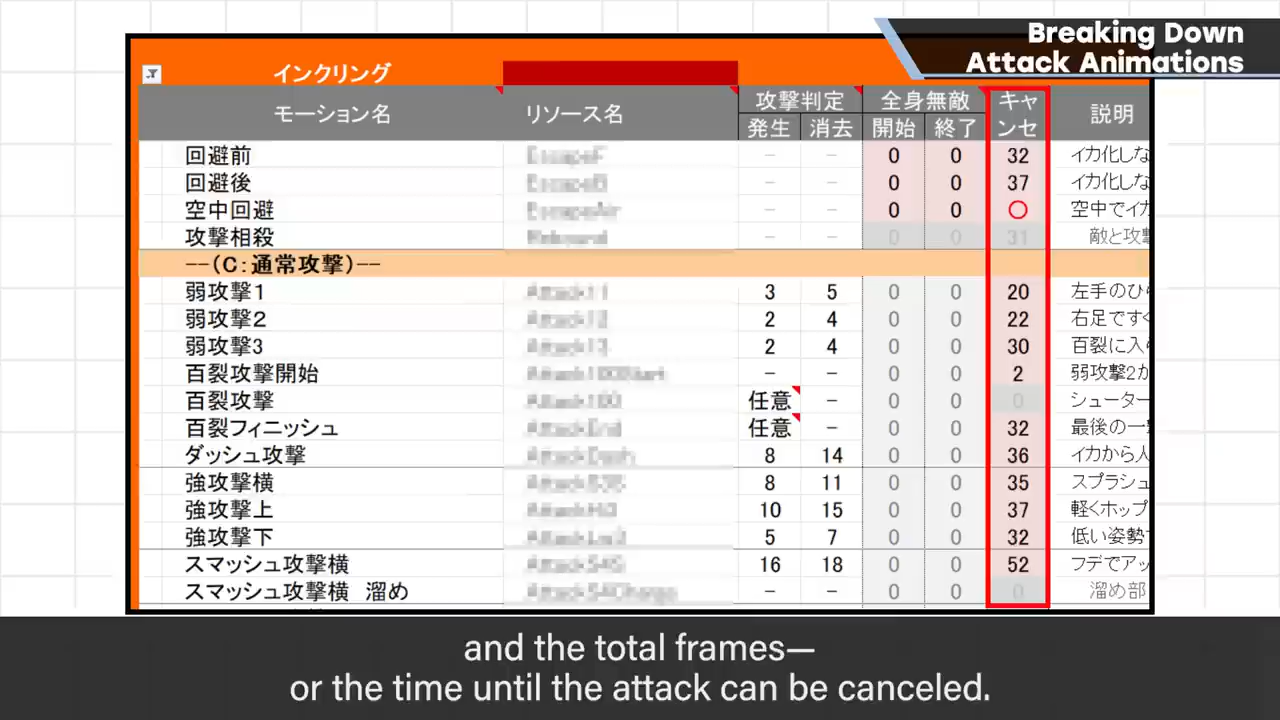 Breaking Down
Attack Animations
インクリング
モーション名 リソース名 攻撃判定 発生 消去 全身無敵 開始 終了 キャンセ 説明
回避前 - - 0 0 32 イカ化しな
回避後 - - 0 0 37 イカ化しな
空中回避 - - 0 0 〇 空中でイカ
攻撃相殺 - - 0 0 31 敵と攻撃
--(C:通常攻撃)--
弱攻撃1 3 5 0 0 20 左手のひ
弱攻撃2 2 4 0 0 22 右足です
弱攻撃3 2 4 0 0 30 百裂に入
百裂攻撃開始 - - 0 0 2 弱攻撃2か
百裂攻撃 任意 - 0 0 0 シューター
百裂フィニッシュ 任意 - 0 0 32 最後の一
ダッシュ攻撃 8 14 0 0 36 イカから人
強攻撃横 8 11 0 0 35 スプラシュ
強攻撃上 10 15 0 0 37 軽くホップ
強攻撃下 5 7 0 0 32 低い姿勢
スマッシュ攻撃横 16 18 0 0 52 フデでアッ
スマッシュ攻撃横 溜め - - 0 0 0 溜め部
and the total frames—
or the time until the attack can be canceled.